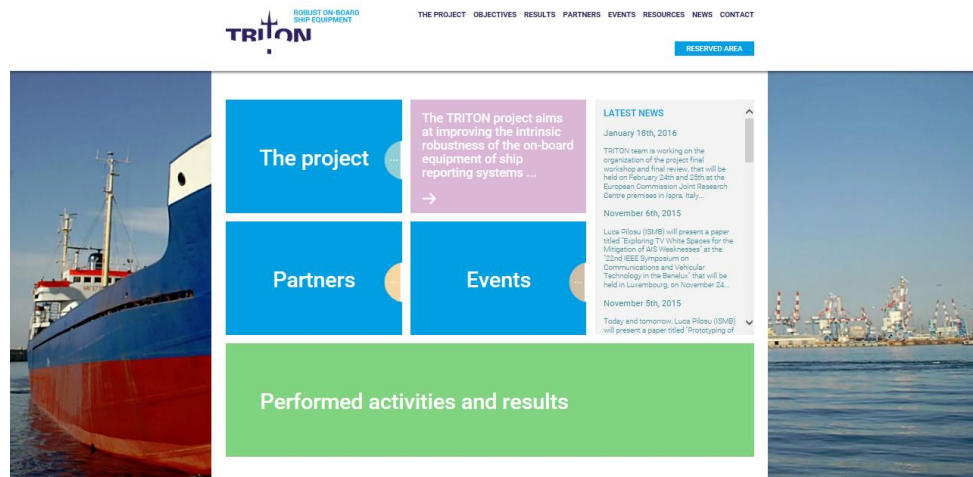 ROBUST ON-BOARD
SHIP EQUIPMENT
TRITON
THE PROJECT OBJECTIVES RESULTS PARTNERS EVENTS RESOURCES NEWS CONTACT
RESERVED AREA
The project
...
The TRITON project aims
at improving the intrinsic
robustness of the on-board
equipment of ship
reporting systems ...
Partners
...
Events
...
LATEST NEWS
January 18th, 2016
TRITON team is working on the
organization of the project final
workshop and final review, that will be
held on February 24th and 25th at the
European Commission Joint Research
Centre premises in Ispra, Italy...
November 6th, 2015
Luca Pilosu (ISMB) will present a paper
titled "Exploring TV White Spaces for the
Mitigation of AIS Weaknesses" at the
"22nd IEEE Symposium on
Communications and Vehicular
Technology in the Benelux" that will be
held in Luxembourg, on November 24...
November 5th, 2015
Today and tomorrow, Luca Pilosu (ISMB)
will present a paper titled "Prototyping of
Performed activities and results